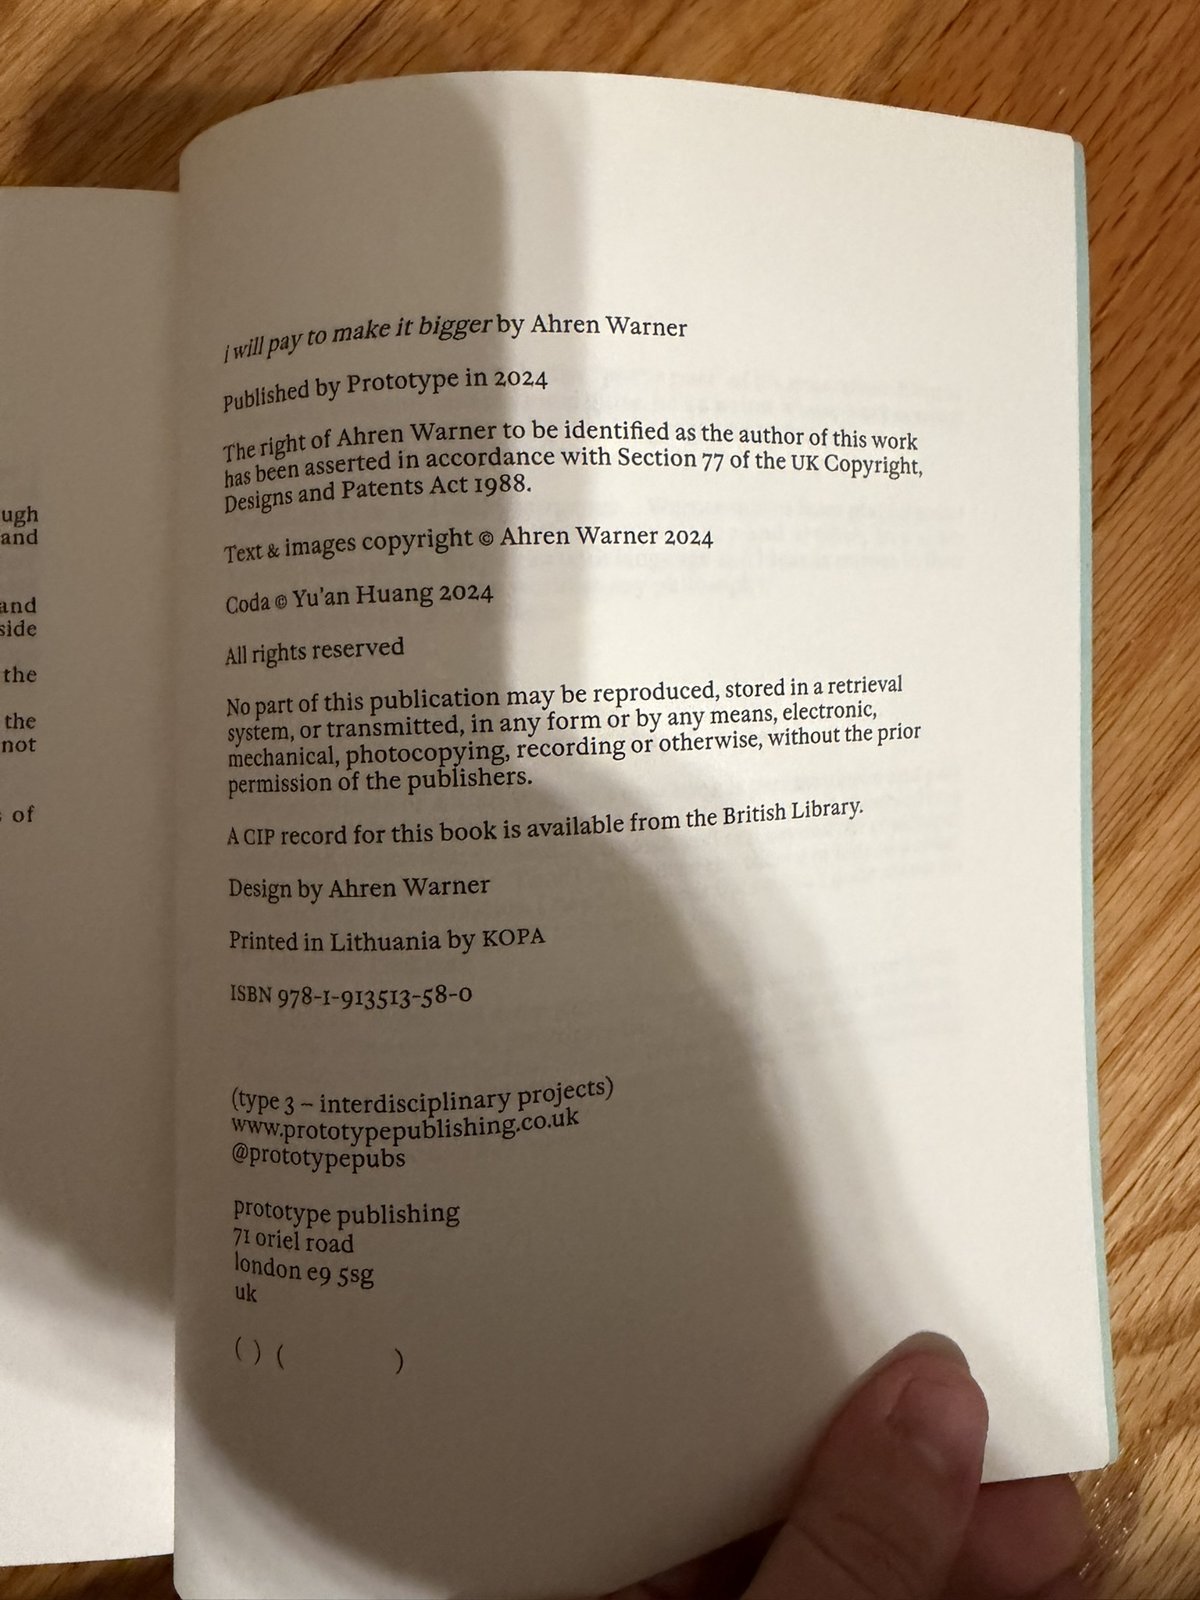 ugh
and
and
side
the
the
not
of
i will pay to make it bigger by Ahren Warner
Published by Prototype in 2024
The right of Ahren Warner to be identified as the author of this work
has been asserted in accordance with Section 77 of the UK Copyright,
Designs and Patents Act 1988.
Text & images copyright © Ahren Warner 2024
Coda © Yu’an Huang 2024
All rights reserved
No part of this publication may be reproduced, stored in a retrieval
system, or transmitted, in any form or by any means, electronic,
mechanical, photocopying, recording or otherwise, without the prior
permission of the publishers.
A CIP record for this book is available from the British Library.
Design by Ahren Warner
Printed in Lithuania by KOPA
ISBN 978-1-913513-58-0
(type 3 – interdisciplinary projects)
www.prototypepublishing.co.uk
@prototypepubs
prototype publishing
71 oriel road
london e9 5sg
uk
( ) (      )